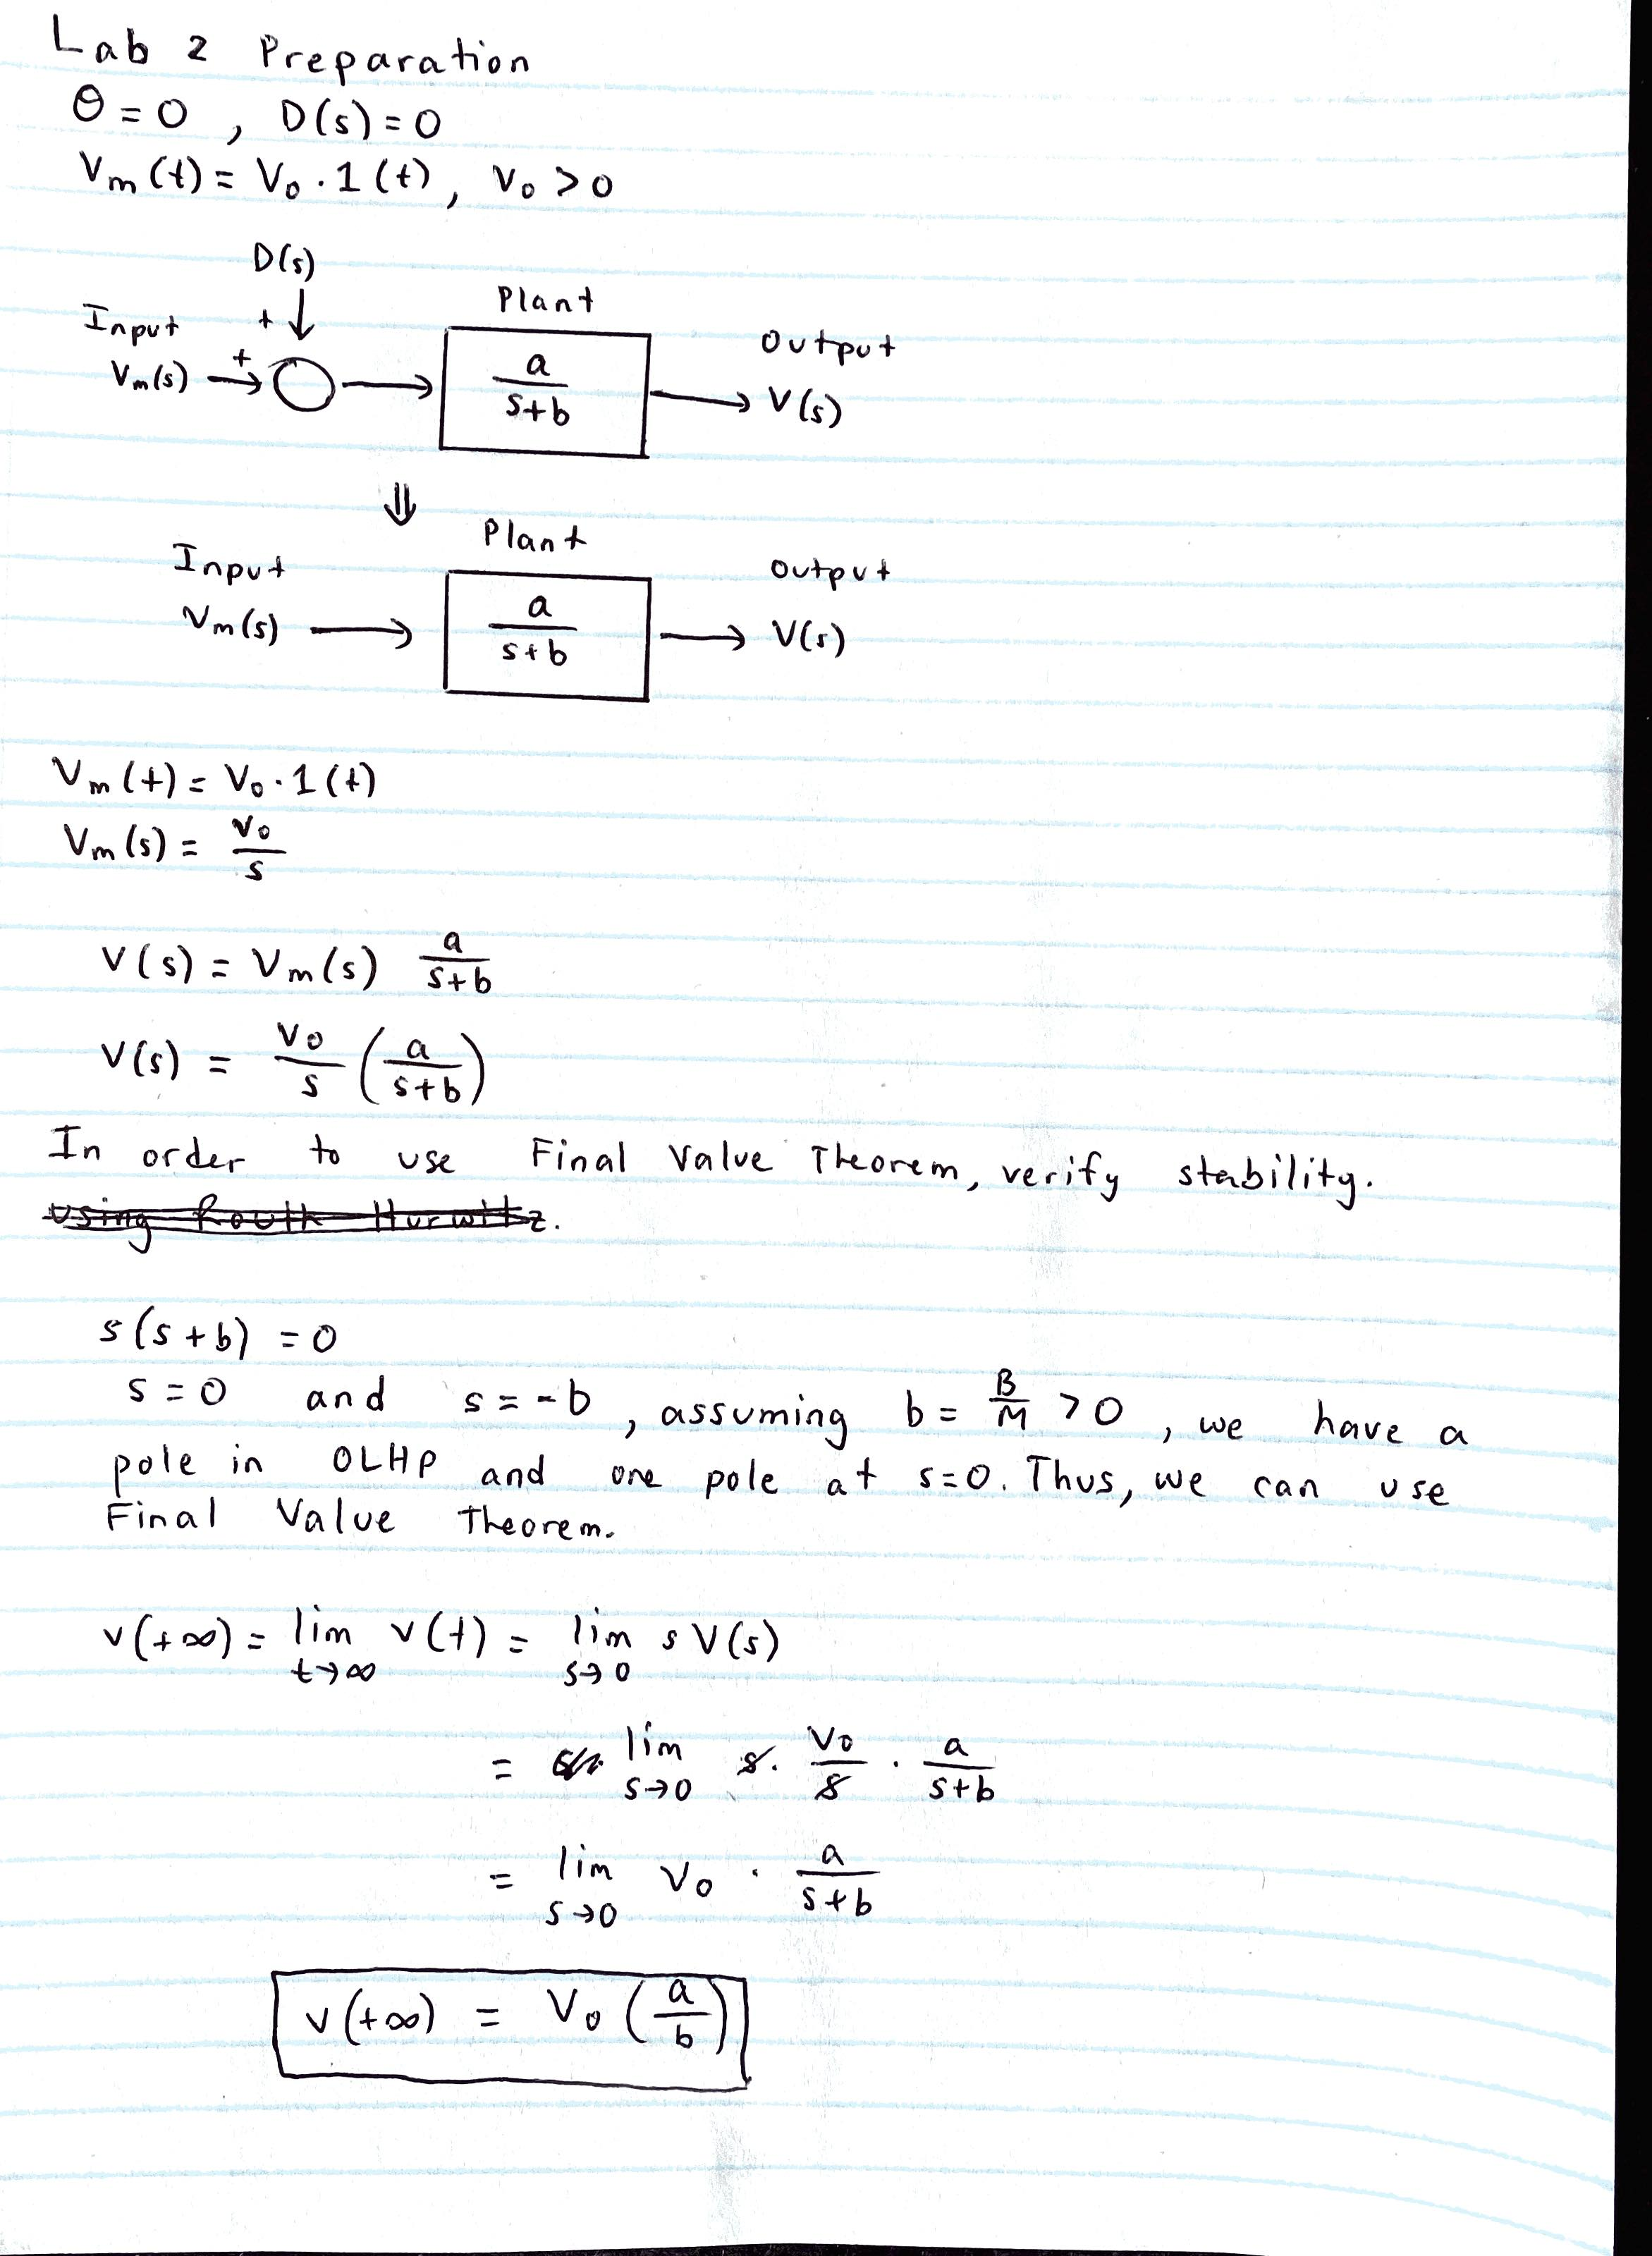 Lab 2 Preparation
θ = 0 , D(s) = 0
Vm(t) = V0 · 1(t), V0 > 0
D(s)
Plant
Input + ↓ Output
Vm(s) →+ ○ → a/(s+b) → V(s)
⇓
Plant
Input Output
Vm(s) → a/(s+b) → V(s)
Vm(t) = V0 · 1(t)
Vm(s) = V0/s
V(s) = Vm(s) a/(s+b)
V(s) = V0/s (a/(s+b))
In order to use Final Value Theorem, verify stability.
using Routh Hurwitz.
s(s+b) = 0
s = 0 and s = -b, assuming b = B/M > 0, we have a
pole in OLHP and one pole at s=0. Thus, we can use
Final Value Theorem.
v(+∞) = lim t→∞ v(t) = lim s→0 s V(s)
= lim s→0 s · V0/s · a/(s+b)
= lim s→0 V0 · a/(s+b)
v(+∞) = V0 (a/b)